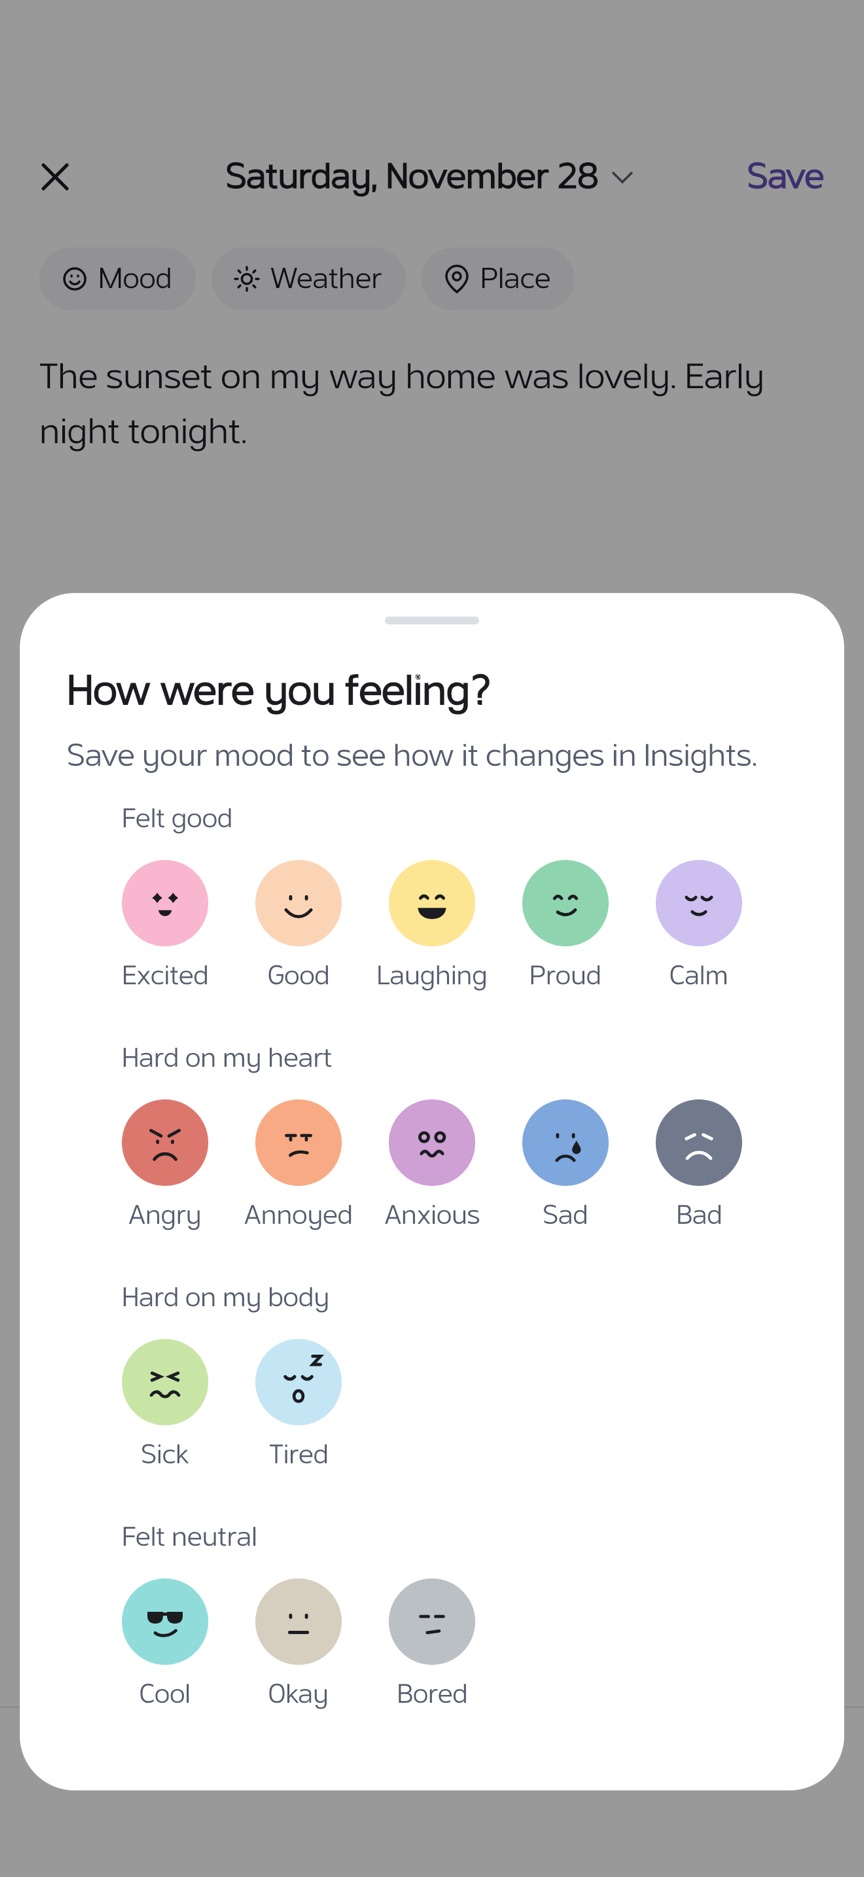 Saturday, November 28
Save
Mood
Weather
Place
The sunset on my way home was lovely. Early
night tonight.
How were you feeling?
Save your mood to see how it changes in Insights.
Felt good
Excited
Good
Laughing
Proud
Calm
Hard on my heart
Angry
Annoyed
Anxious
Sad
Bad
Hard on my body
z
Sick
Tired
Felt neutral
Cool
Okay
Bored